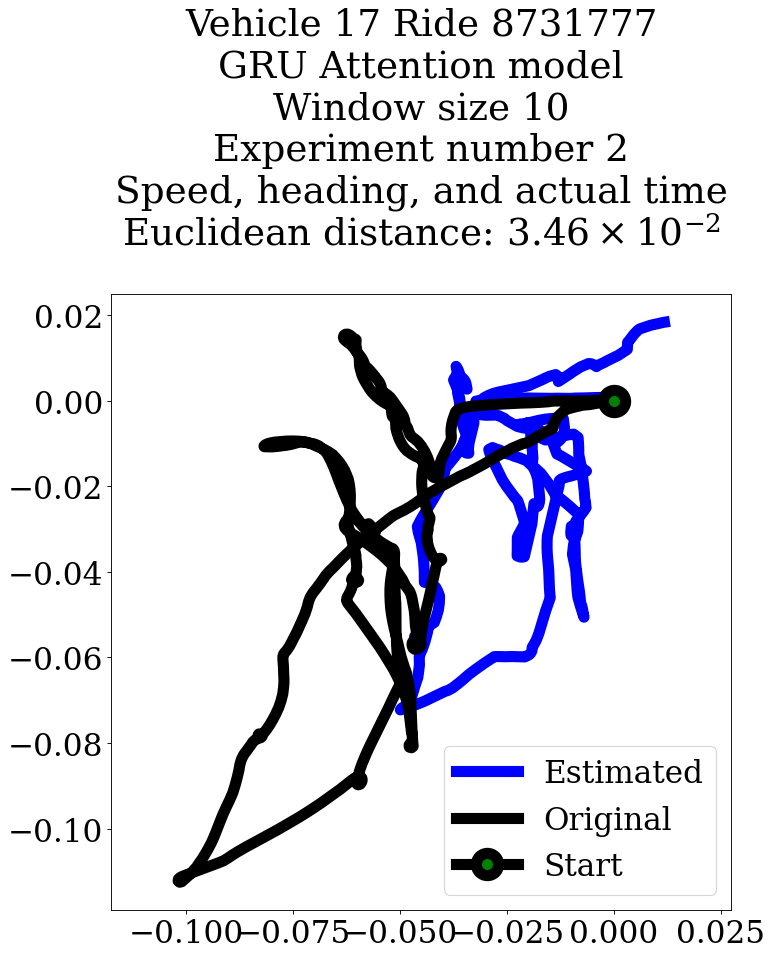 Vehicle 17 Ride 8731777
GRU Attention model
Window size 10
Experiment number 2
Speed, heading, and actual time
Euclidean distance: 3.46 × 10⁻²
0.02
0.00
−0.02
−0.04
−0.06
−0.08
−0.10
Estimated
Original
Start
−0.100 −0.075 −0.050 −0.025 0.000 0.025